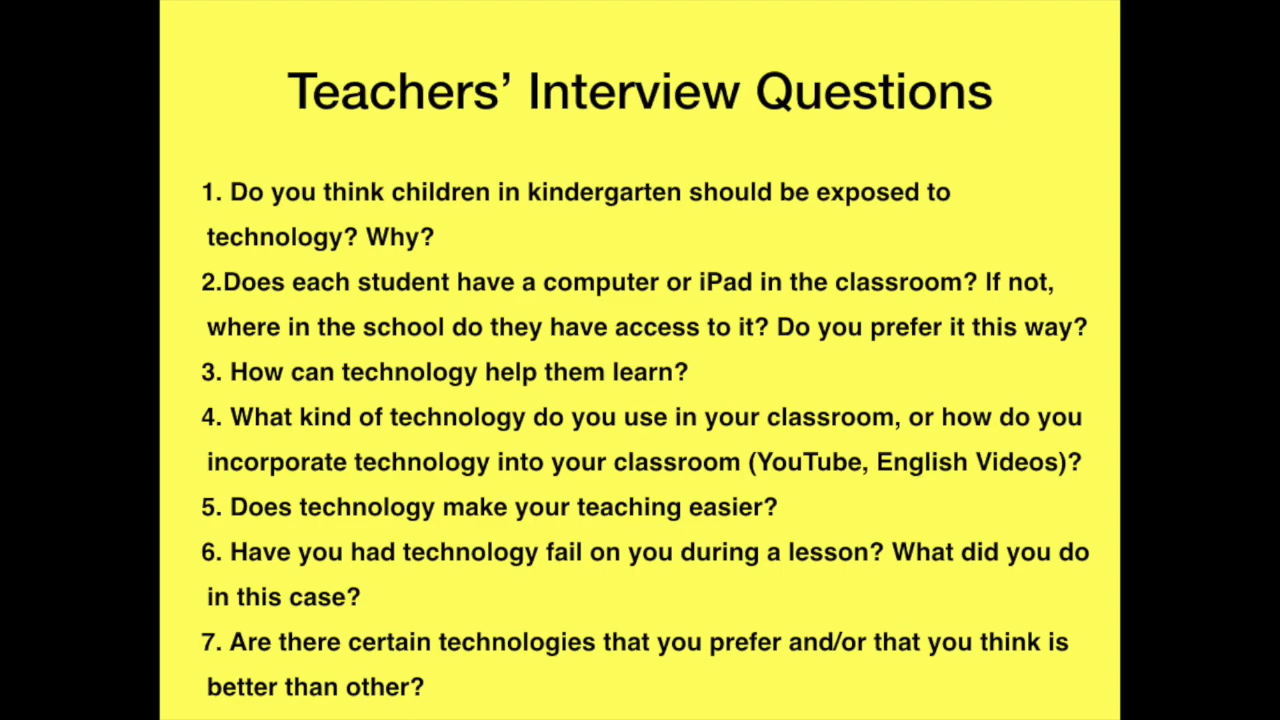 Teachers’ Interview Questions
1. Do you think children in kindergarten should be exposed to
technology? Why?
2.Does each student have a computer or iPad in the classroom? If not,
where in the school do they have access to it? Do you prefer it this way?
3. How can technology help them learn?
4. What kind of technology do you use in your classroom, or how do you
incorporate technology into your classroom (YouTube, English Videos)?
5. Does technology make your teaching easier?
6. Have you had technology fail on you during a lesson? What did you do
in this case?
7. Are there certain technologies that you prefer and/or that you think is
better than other?